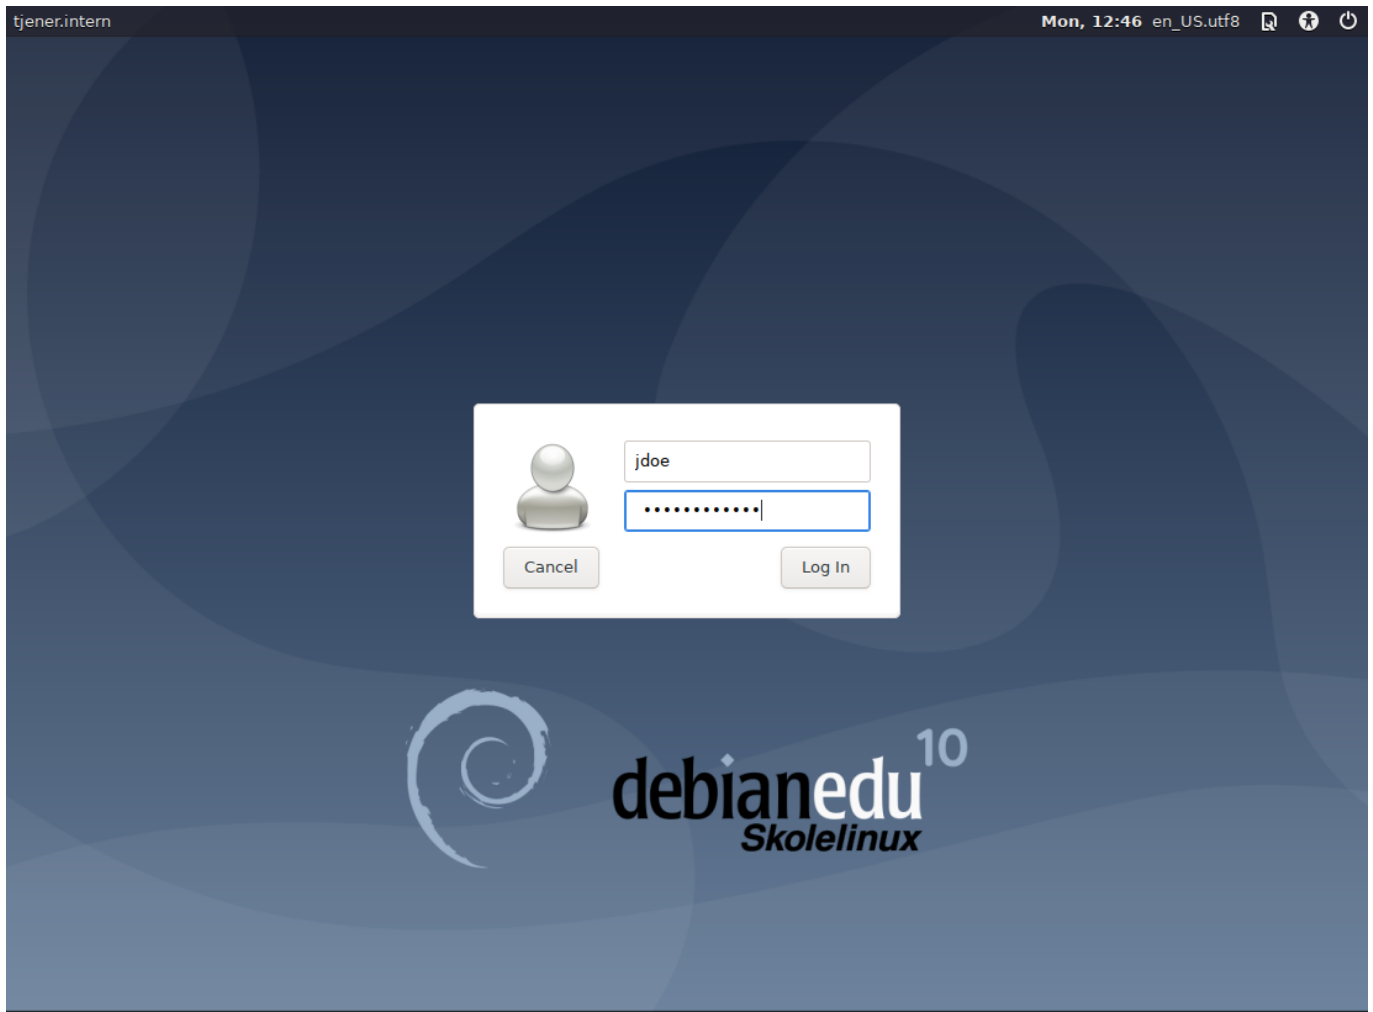 tjener.intern
Mon, 12:46 en_US.utf8
jdoe
••••••••••••
Cancel
Log In
debianedu 10
Skolelinux